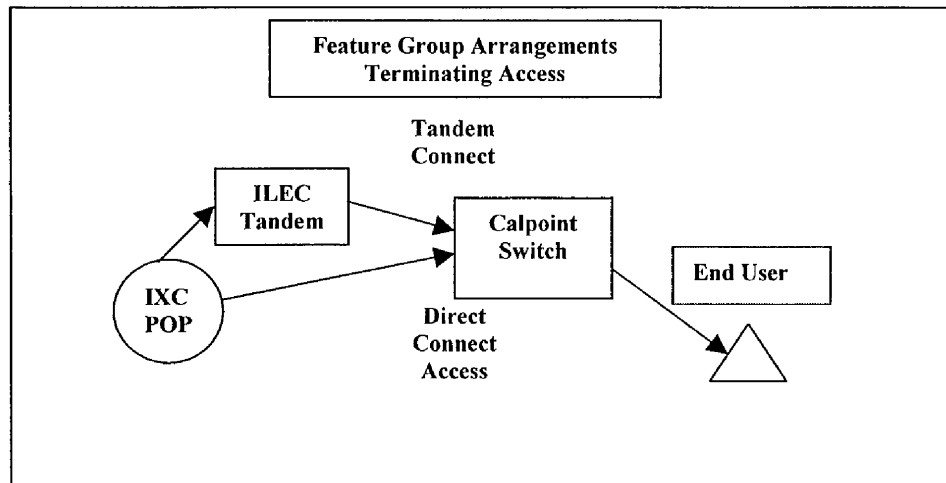 Feature Group Arrangements
Terminating Access
Tandem
Connect
ILEC
Tandem
Calpoint
Switch
End User
IXC
POP
Direct
Connect
Access